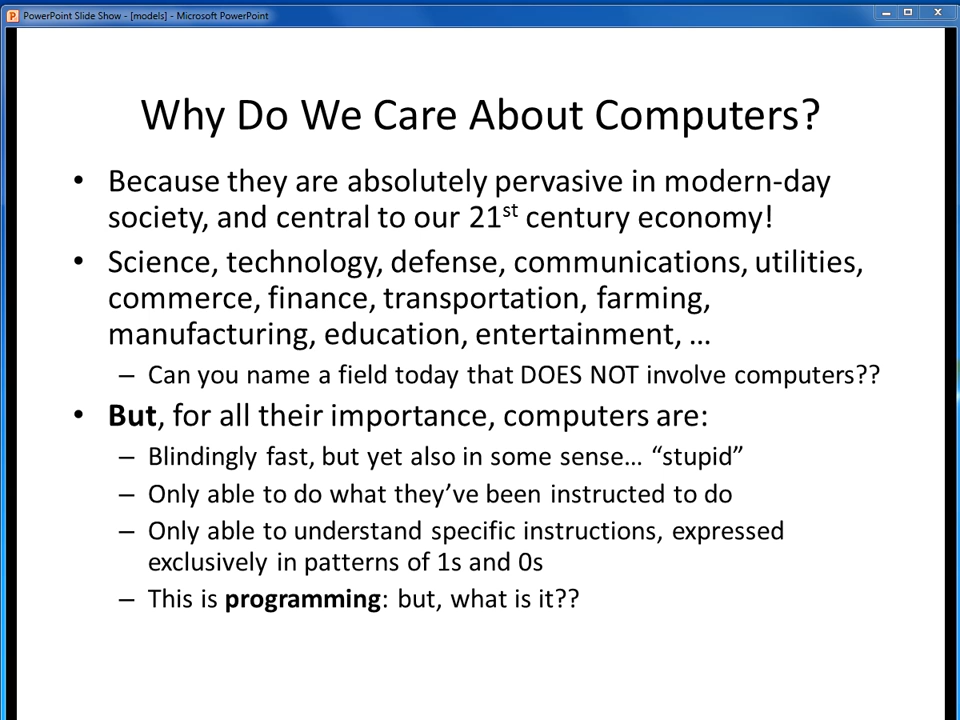 PowerPoint Slide Show - [models] - Microsoft PowerPoint
Why Do We Care About Computers?
• Because they are absolutely pervasive in modern-day
society, and central to our 21st century economy!
• Science, technology, defense, communications, utilities,
commerce, finance, transportation, farming,
manufacturing, education, entertainment, …
– Can you name a field today that DOES NOT involve computers??
• But, for all their importance, computers are:
– Blindingly fast, but yet also in some sense… “stupid”
– Only able to do what they’ve been instructed to do
– Only able to understand specific instructions, expressed
exclusively in patterns of 1s and 0s
– This is programming: but, what is it??